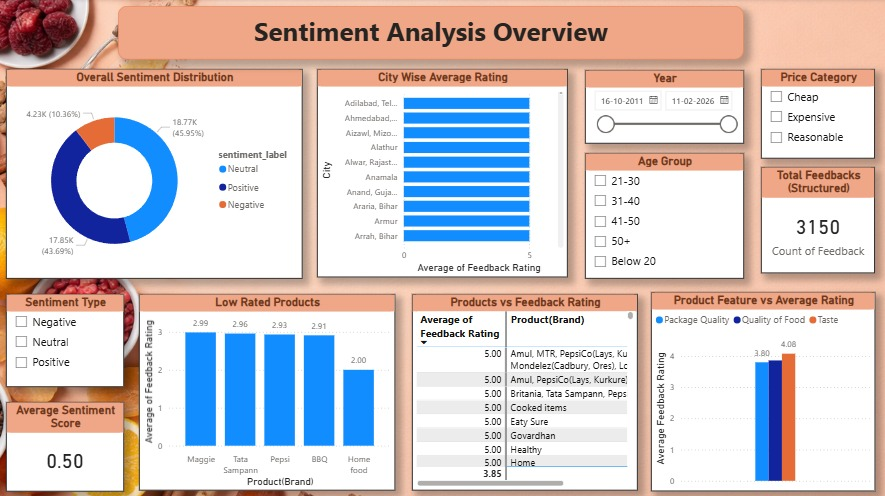 Sentiment Analysis Overview
Overall Sentiment Distribution
4.23K (10.36%)
18.77K
(45.95%)
17.85K
(43.69%)
sentiment_label
Neutral
Positive
Negative
City Wise Average Rating
City
Adilabad, Tel...
Ahmedabad,...
Aizawl, Mizo...
Alathur
Alwar, Rajast...
Anamala
Anand, Guja...
Araria, Bihar
Armur
Arrah, Bihar
0 5
Average of Feedback Rating
Year
16-10-2011 11-02-2026
Age Group
21-30
31-40
41-50
50+
Below 20
Price Category
Cheap
Expensive
Reasonable
Total Feedbacks
(Structured)
3150
Count of Feedback
Sentiment Type
Negative
Neutral
Positive
Average Sentiment
Score
0.50
Low Rated Products
Average of Feedback Rating
3
2
1
0
2.99 2.96 2.93 2.91 2.00
Maggie Tata Pepsi BBQ Home
Sampann food
Product(Brand)
Products vs Feedback Rating
Average of Product(Brand)
Feedback Rating
5.00 Amul, MTR, PepsiCo(Lays, Ku
Mondelez(Cadbury, Ores), Lo
5.00 Amul, PepsiCo(Lays, Kurkure)
5.00 Britania, Tata Sampann, Peps
5.00 Cooked items
5.00 Eaty Sure
5.00 Govardhan
5.00 Healthy
5.00 Home
3.85
Product Feature vs Average Rating
Package Quality Quality of Food Taste
Average Feedback Rating
4
3
2
1
0
3.80 4.08